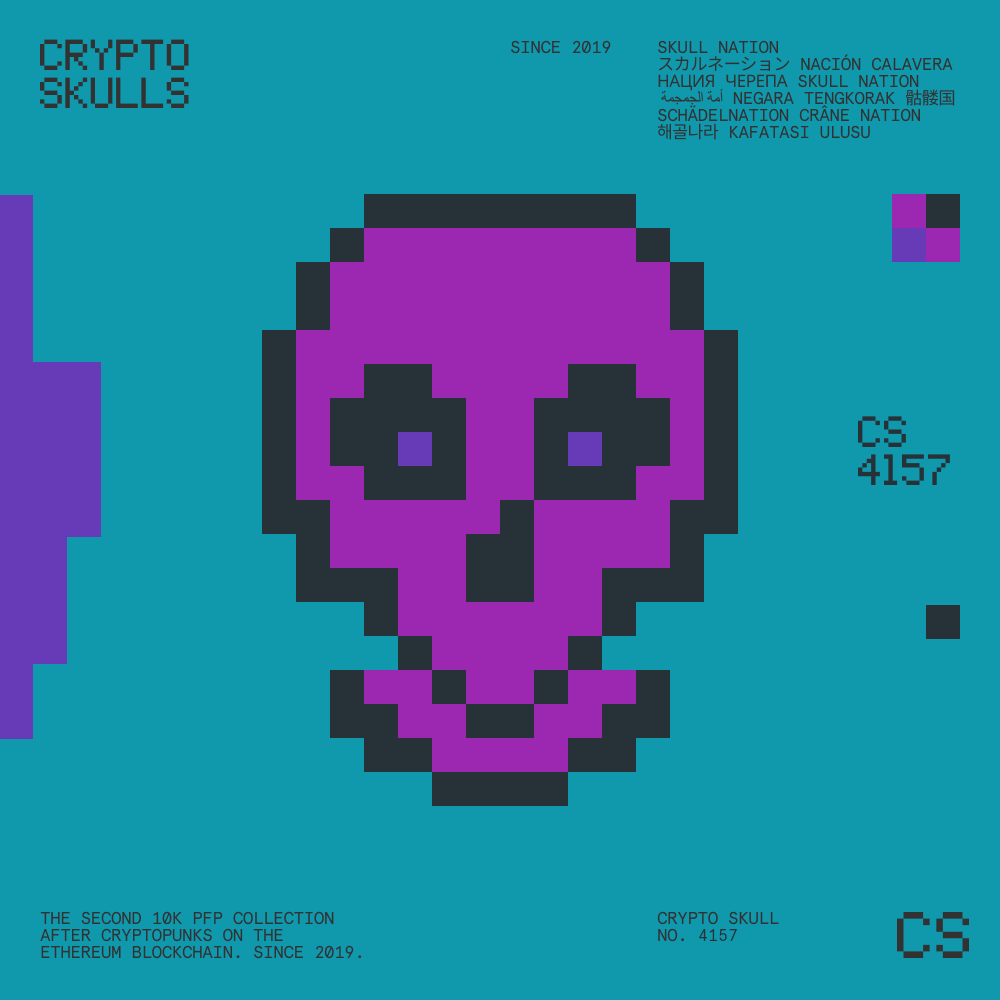 CRYPTO
SKULLS
SINCE 2019
SKULL NATION
スカルネーション NACIÓN CALAVERA
НАЦИЯ ЧЕРЕПА SKULL NATION
أمة الجمجمة NEGARA TENGKORAK 骷髅国
SCHÄDELNATION CRÂNE NATION
해골나라 KAFATASI ULUSU
CS
4157
THE SECOND 10K PFP COLLECTION
AFTER CRYPTOPUNKS ON THE
ETHEREUM BLOCKCHAIN. SINCE 2019.
CRYPTO SKULL
NO. 4157
CS